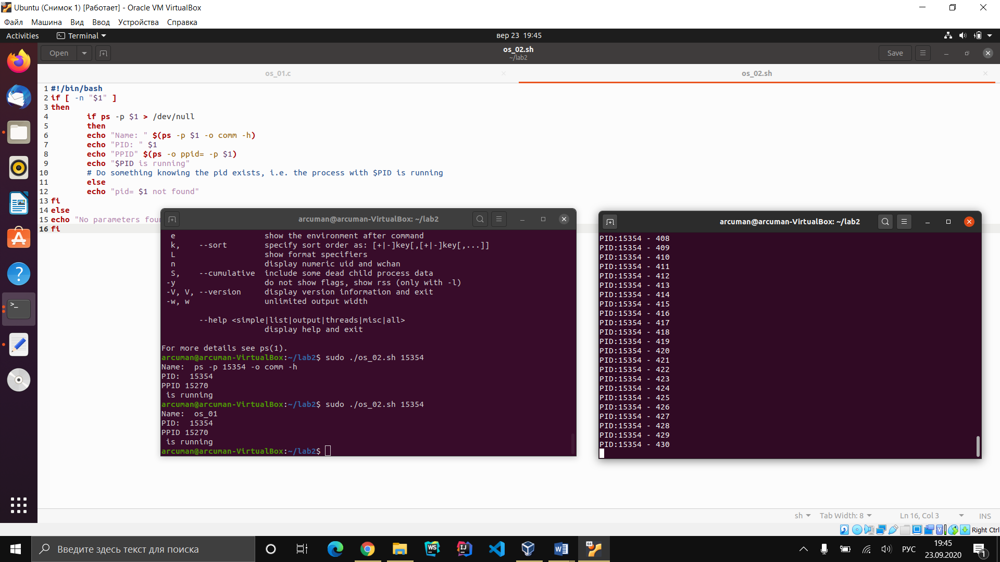 Ubuntu (Снимок 1) [Работает] - Oracle VM VirtualBox
Файл Машина Вид Ввод Устройства Справка
Activities Terminal вер 23 19:45
Open os_02.sh Save
~/lab2
os_01.c os_02.sh
1 #!/bin/bash
2 if [ -n "$1" ]
3 then
4 if ps -p $1 > /dev/null
5 then
6 echo "Name: " $(ps -p $1 -o comm -h)
7 echo "PID: " $1
8 echo "PPID" $(ps -o ppid= -p $1)
9 echo "$PID is running"
10 # Do something knowing the pid exists, i.e. the process with $PID is running
11 else
12 echo "pid= $1 not found"
13 fi
14 else
15 echo "No parameters fou
16 fi
arcuman@arcuman-VirtualBox: ~/lab2
e show the environment after command
k, --sort specify sort order as: [+|-]key[,[+|-]key[,...]]
L show format specifiers
n display numeric uid and wchan
S, --cumulative include some dead child process data
-y do not show flags, show rss (only with -l)
-V, V, --version display version information and exit
-w, w unlimited output width
--help <simple|list|output|threads|misc|all>
display help and exit
For more details see ps(1).
arcuman@arcuman-VirtualBox:~/lab2$ sudo ./os_02.sh 15354
Name: ps -p 15354 -o comm -h
PID: 15354
PPID 15270
is running
arcuman@arcuman-VirtualBox:~/lab2$ sudo ./os_02.sh 15354
Name: os_01
PID: 15354
PPID 15270
is running
arcuman@arcuman-VirtualBox:~/lab2$
arcuman@arcuman-VirtualBox: ~/lab2
PID:15354 - 408
PID:15354 - 409
PID:15354 - 410
PID:15354 - 411
PID:15354 - 412
PID:15354 - 413
PID:15354 - 414
PID:15354 - 415
PID:15354 - 416
PID:15354 - 417
PID:15354 - 418
PID:15354 - 419
PID:15354 - 420
PID:15354 - 421
PID:15354 - 422
PID:15354 - 423
PID:15354 - 424
PID:15354 - 425
PID:15354 - 426
PID:15354 - 427
PID:15354 - 428
PID:15354 - 429
PID:15354 - 430
sh Tab Width: 8 Ln 16, Col 3 INS
Right Ctrl
Введите здесь текст для поиска
РУС
19:45
23.09.2020
1